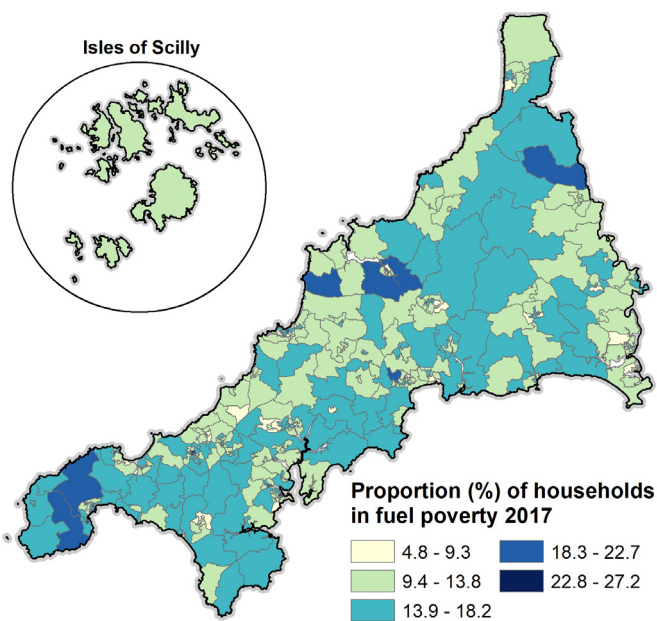 Isles of Scilly
Proportion (%) of households
in fuel poverty 2017
4.8 - 9.3
9.4 - 13.8
13.9 - 18.2
18.3 - 22.7
22.8 - 27.2